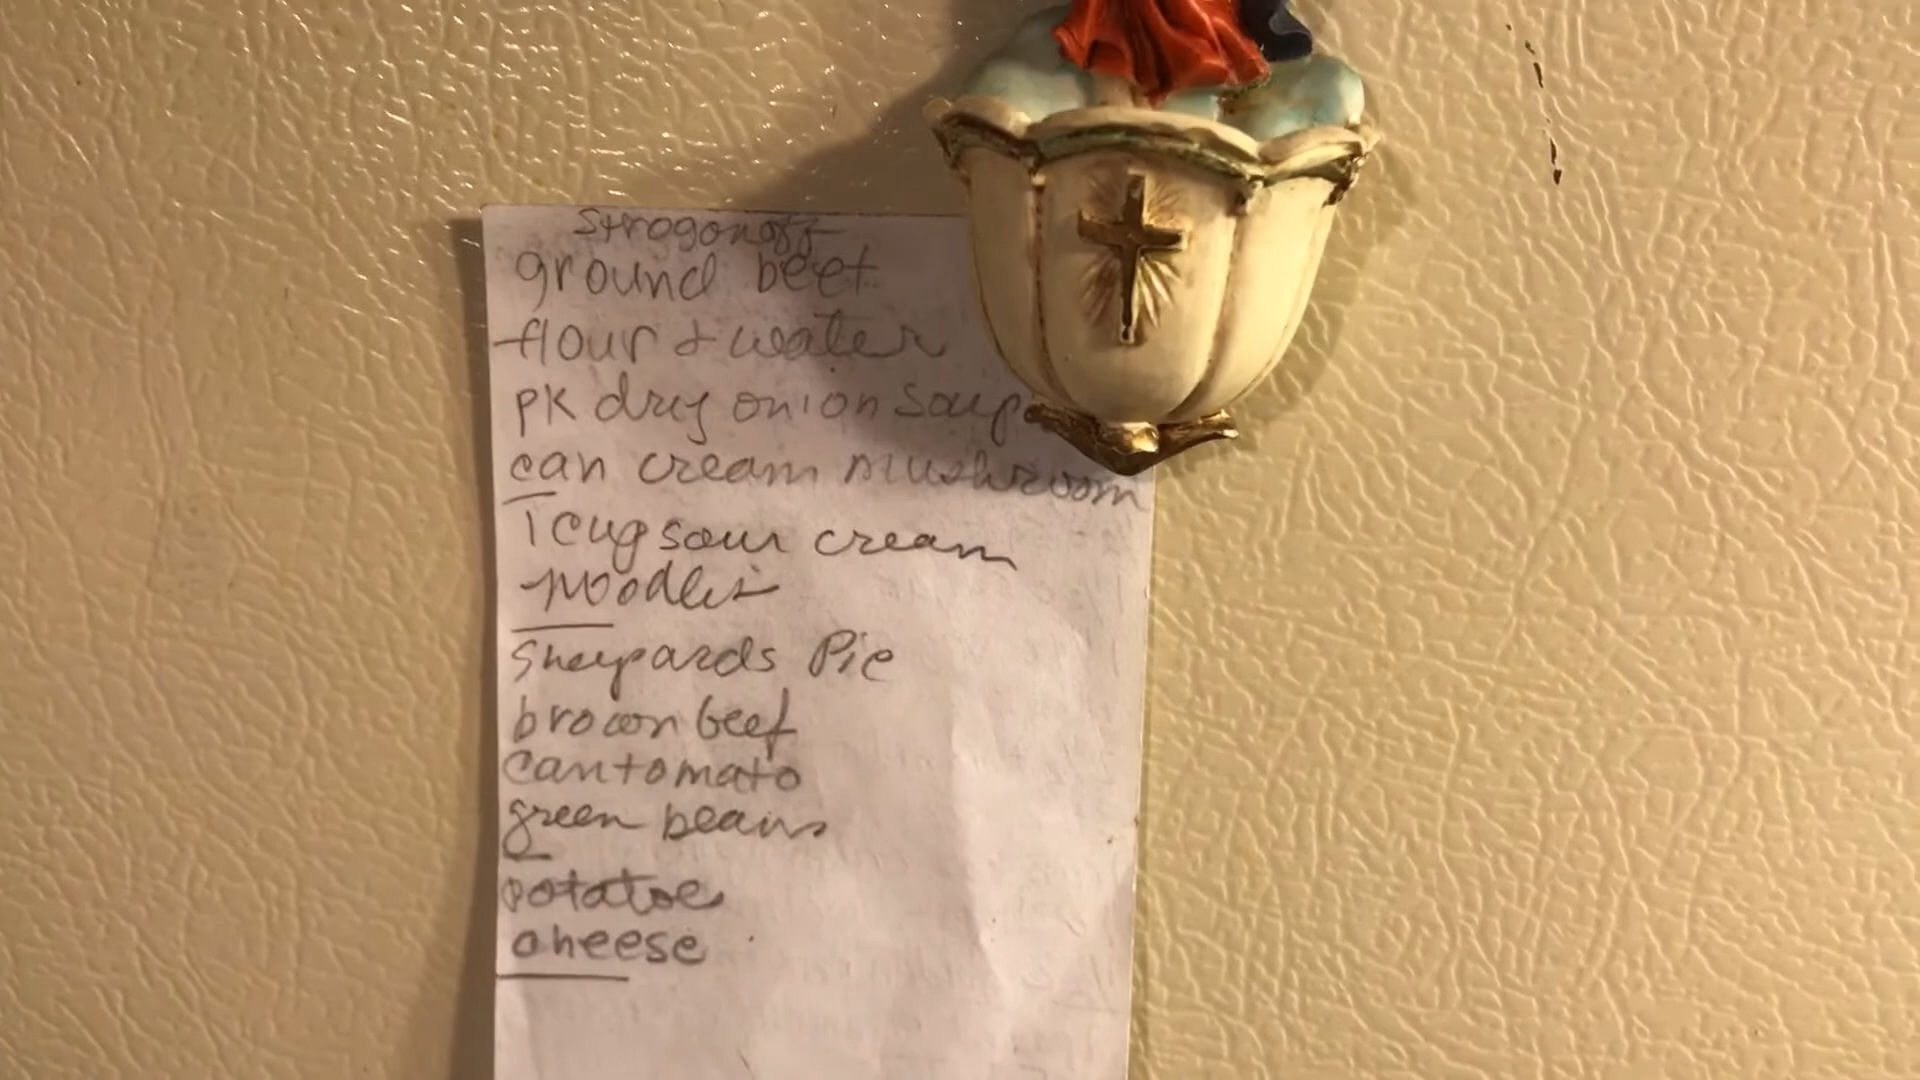 strogonoff
ground beef
flour & water
pk dry onion soup
can cream mushroom
1 cup sour cream
noodles
Shepards Pie
brown beef
can tomato
green beans
potatoe
cheese